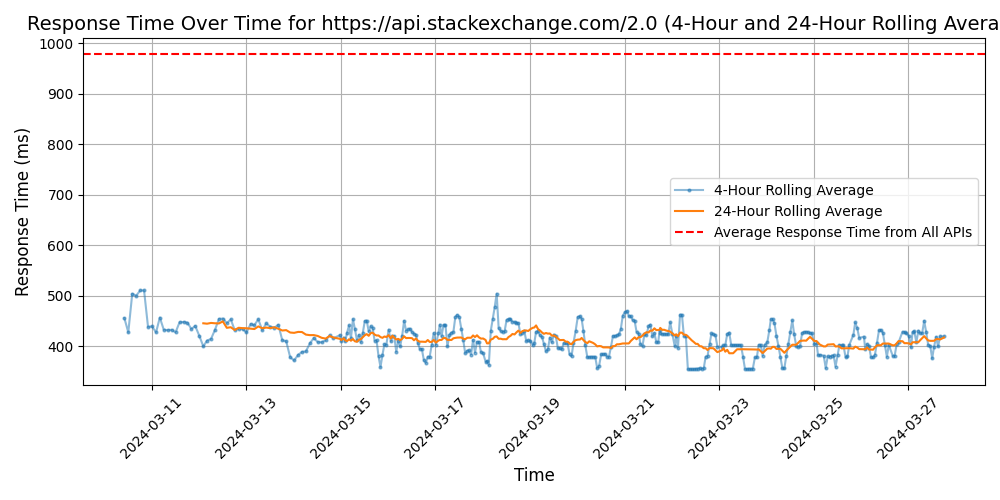 Response Time Over Time for https://api.stackexchange.com/2.0 (4-Hour and 24-Hour Rolling Avera
1000
900
800
700
600
500
400
Response Time (ms)
4-Hour Rolling Average
24-Hour Rolling Average
Average Response Time from All APIs
2024-03-11
2024-03-13
2024-03-15
2024-03-17
2024-03-19
2024-03-21
2024-03-23
2024-03-25
2024-03-27
Time